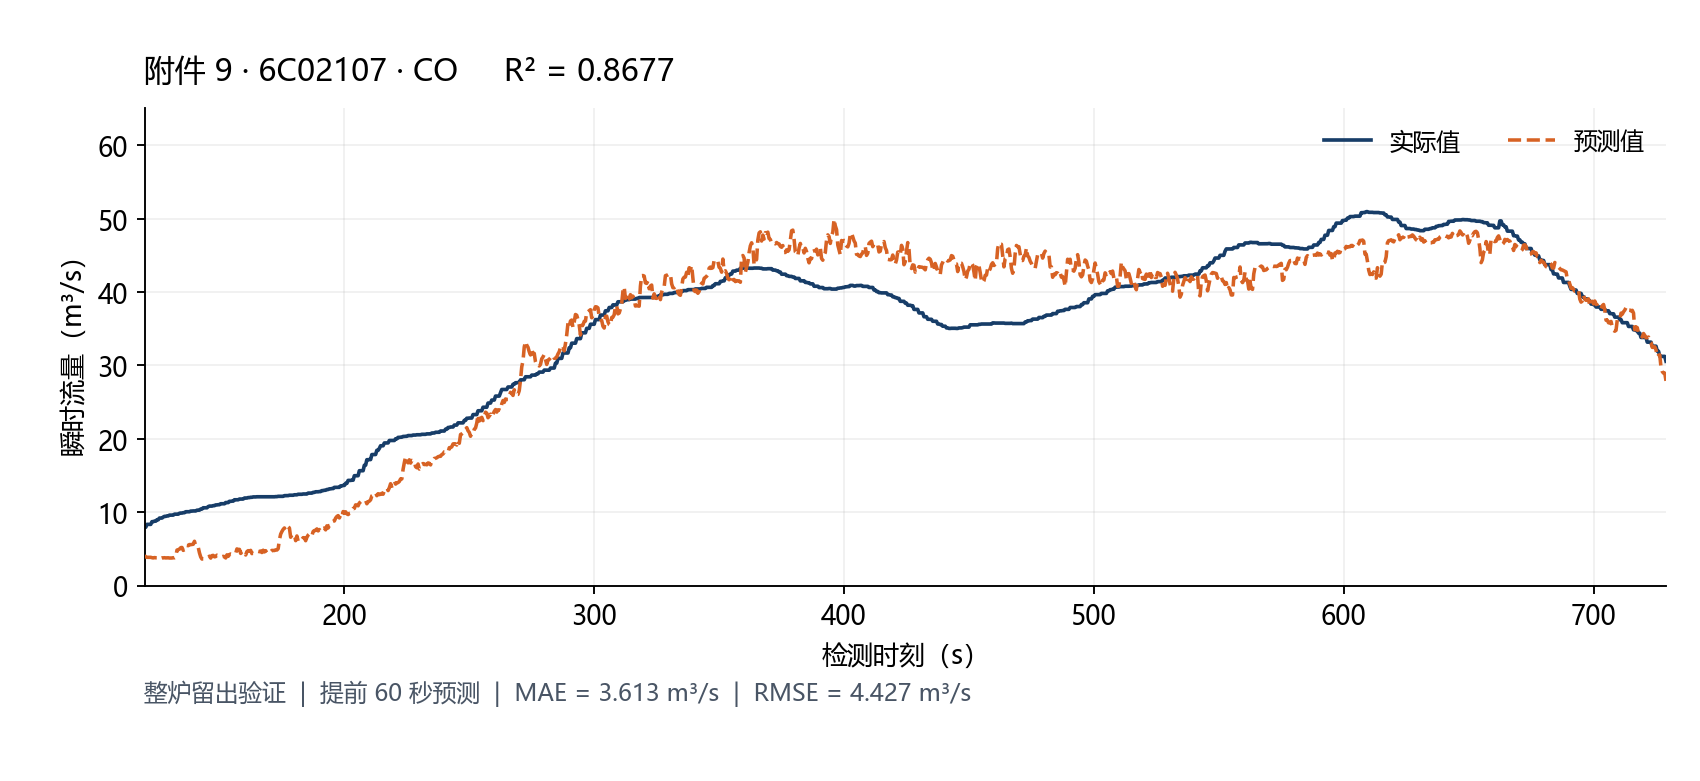 附件 9 · 6C02107 · CO R² = 0.8677
实际值 预测值
瞬时流量（m³/s）
60
50
40
30
20
10
0
200 300 400 500 600 700
检测时刻（s）
整炉留出验证 | 提前 60 秒预测 | MAE = 3.613 m³/s | RMSE = 4.427 m³/s